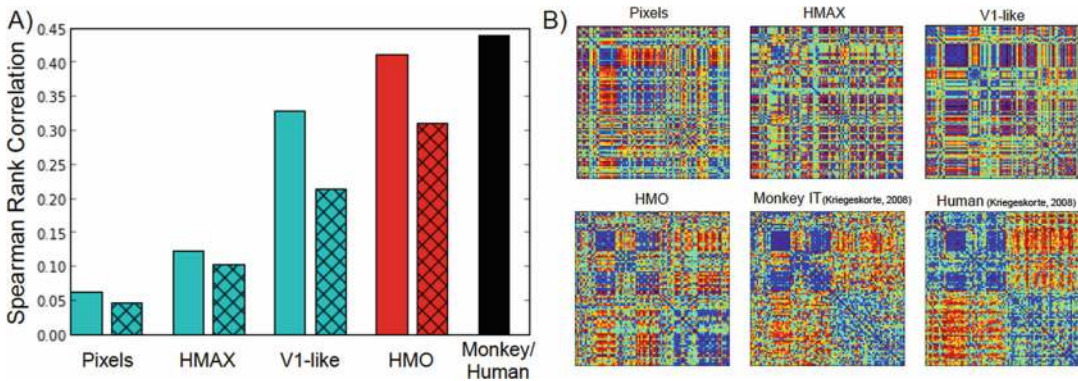 A)
Spearman Rank Correlation
0.45
0.40
0.35
0.30
0.25
0.20
0.15
0.10
0.05
0.00
Pixels
HMAX
V1-like
HMO
Monkey/
Human
B)
Pixels
HMAX
V1-like
HMO
Monkey IT (Kriegeskorte, 2008)
Human (Kriegeskorte, 2008)